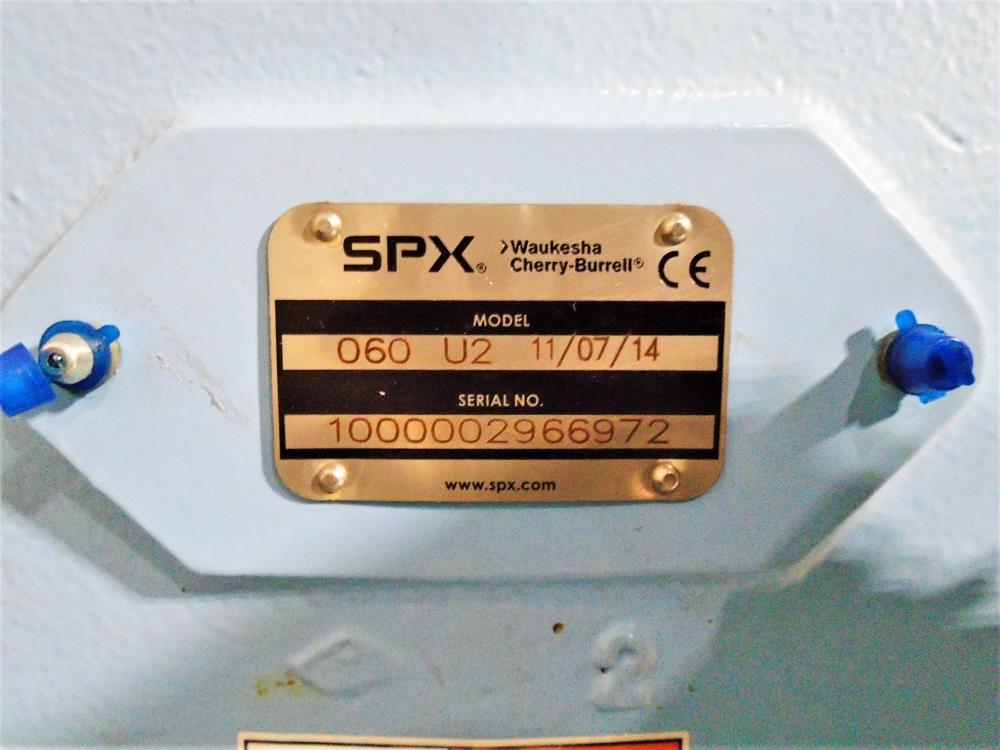 SPX® ›Waukesha
Cherry-Burrell® CE
MODEL
060 U2 11/07/14
SERIAL NO.
1000002966972
www.spx.com
2